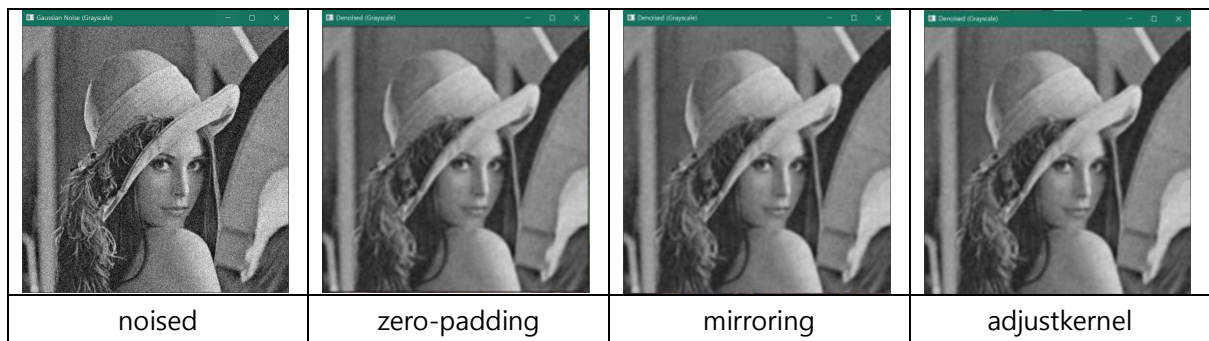 Gaussian Noise (Grayscale)
Denoised (Grayscale)
Denoised (Grayscale)
Denoised (Grayscale)
noised
zero-padding
mirroring
adjustkernel